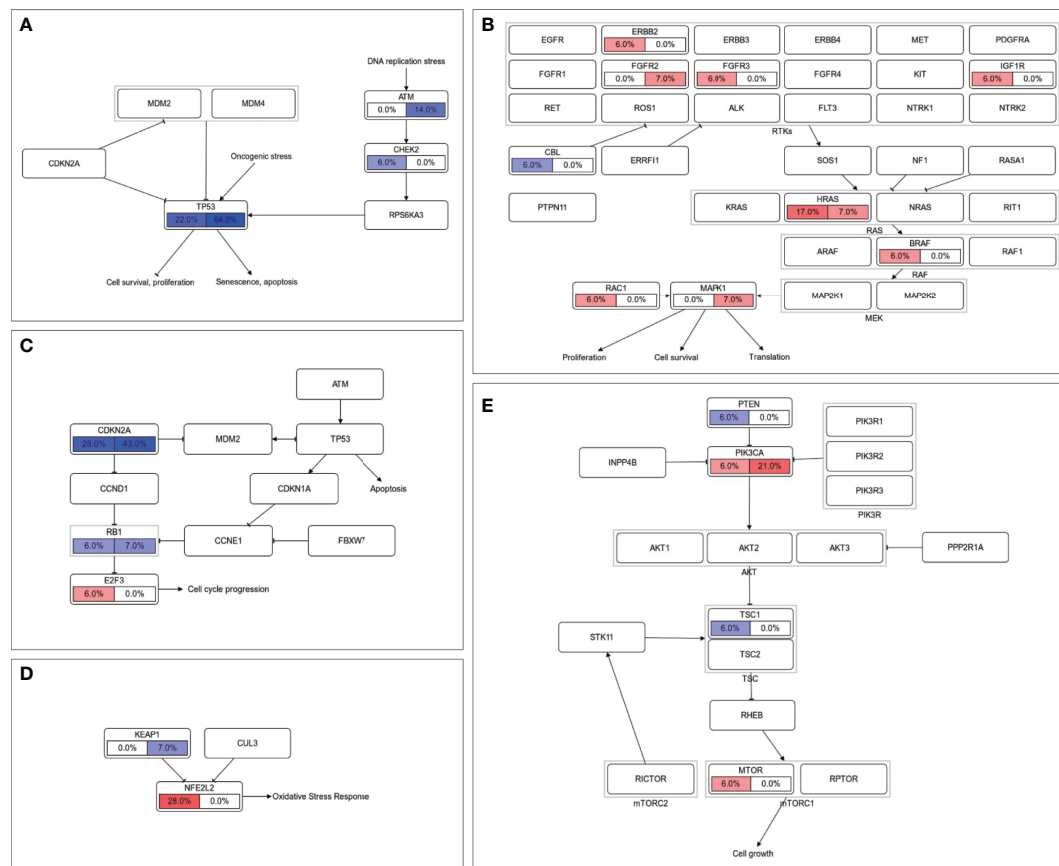 A
DNA replication stress
ATM
0.0% 14.0%
MDM2 MDM4
CHEK2
6.0% 0.0%
CDKN2A
Oncogenic stress
TP53
22.0% 64.0%
RPS6KA3
Cell survival, proliferation Senescence, apoptosis
B
EGFR ERBB2 ERBB3 ERBB4 MET PDGFRA
6.0% 0.0%
FGFR1 FGFR2 FGFR3 FGFR4 KIT IGF1R
0.0% 7.0% 6.0% 0.0% 6.0% 0.0%
RET ROS1 ALK FLT3 NTRK1 NTRK2
RTKs
CBL
6.0% 0.0%
ERRFI1 SOS1 NF1 RASA1
PTPN11 KRAS HRAS NRAS RIT1
17.0% 7.0%
RAS
ARAF BRAF RAF1
6.0% 0.0%
RAF
RAC1 MAPK1 MAP2K1 MAP2K2
6.0% 0.0% 0.0% 7.0%
MEK
Proliferation Cell survival Translation
C
ATM
CDKN2A
28.0% 43.0%
MDM2 TP53
CCND1 CDKN1A Apoptosis
RB1
6.0% 7.0%
CCNE1 FBXW7
E2F3
6.0% 0.0%
Cell cycle progression
D
KEAP1
0.0% 7.0%
CUL3
NFE2L2
28.0% 0.0%
Oxidative Stress Response
E
PTEN
6.0% 0.0%
PIK3R1
INPP4B
PIK3CA
6.0% 21.0%
PIK3R2
PIK3R3
PIK3R
AKT1 AKT2 AKT3 PPP2R1A
AKT
TSC1
6.0% 0.0%
STK11
TSC2
TSC
RHEB
RICTOR
mTORC2
MTOR
6.0% 0.0%
RPTOR
mTORC1
Cell growth